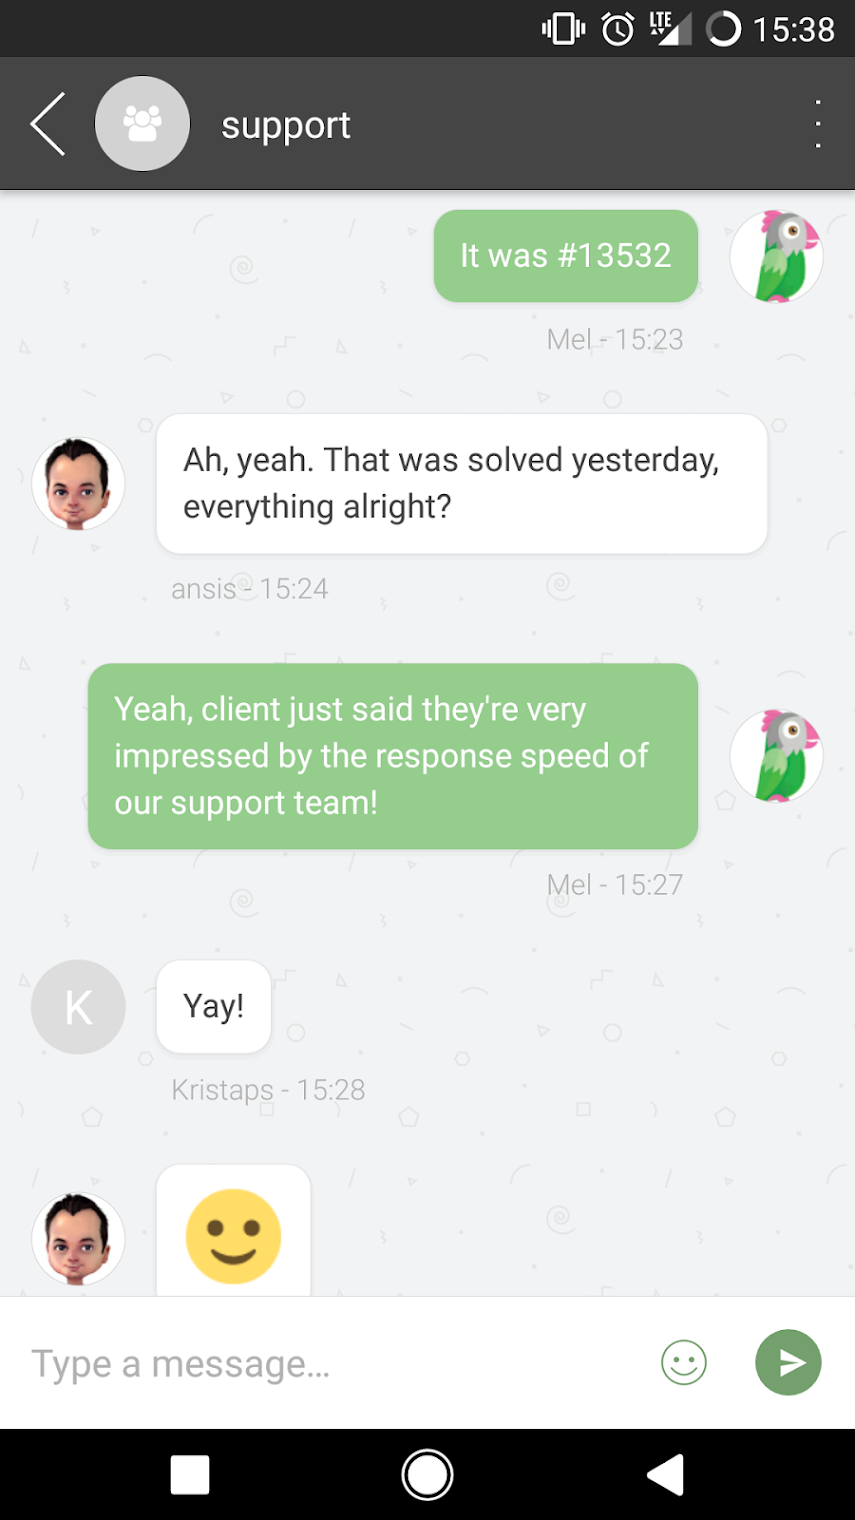 LTE 15:38
support
It was #13532
Mel - 15:23
Ah, yeah. That was solved yesterday,
everything alright?
ansis - 15:24
Yeah, client just said they're very
impressed by the response speed of
our support team!
Mel - 15:27
K
Yay!
Kristaps - 15:28
Type a message...